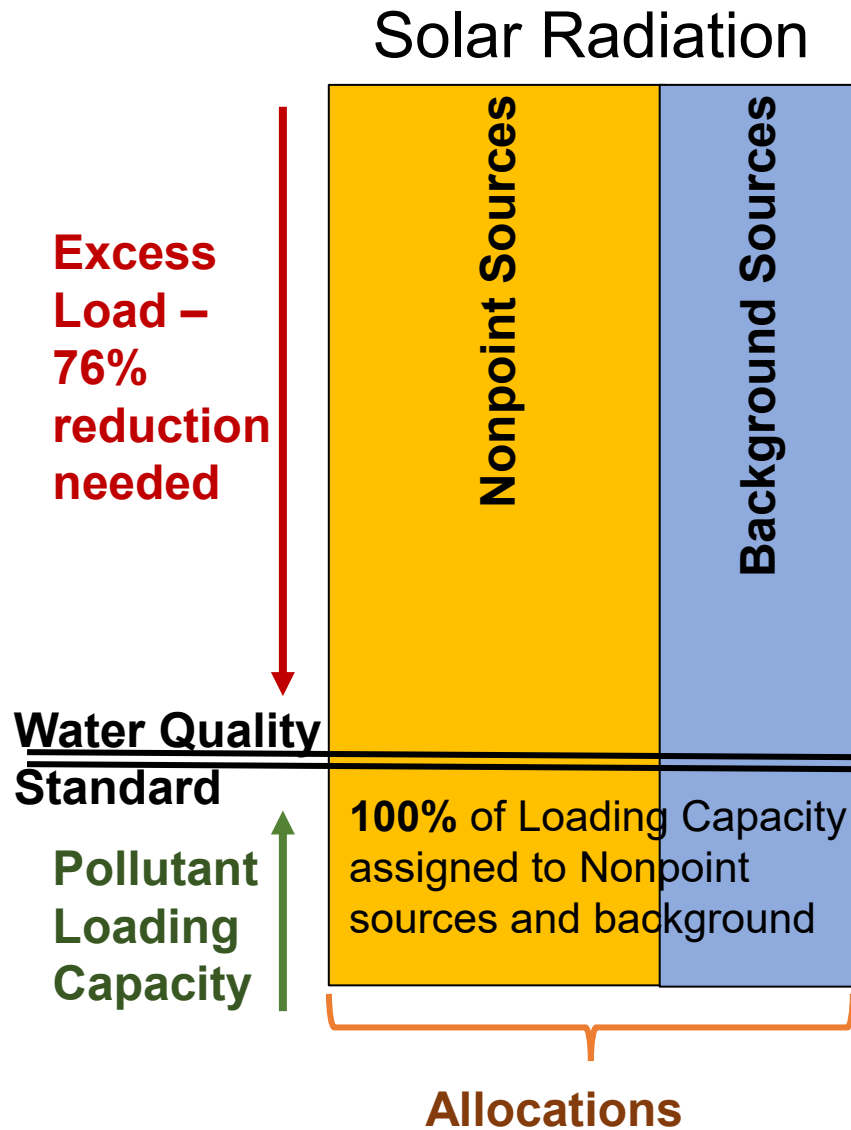 Solar Radiation
Nonpoint Sources
Background Sources
Excess
Load –
76%
reduction
needed
Water Quality
Standard
100% of Loading Capacity
assigned to Nonpoint
sources and background
Pollutant
Loading
Capacity
Allocations